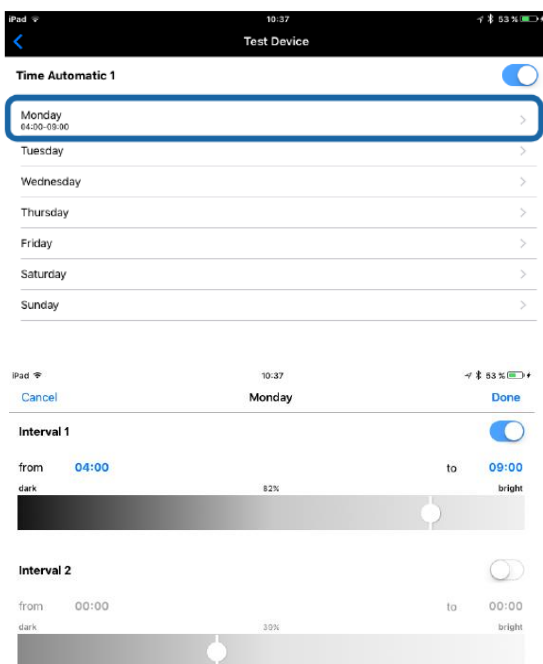 iPad 10:37 53 %
Test Device
Time Automatic 1
Monday
04:00-09:00
Tuesday
Wednesday
Thursday
Friday
Saturday
Sunday
iPad 10:37 53 %
Cancel Monday Done
Interval 1
from 04:00 to 09:00
dark 82% bright
Interval 2
from 00:00 to 00:00
dark 39% bright